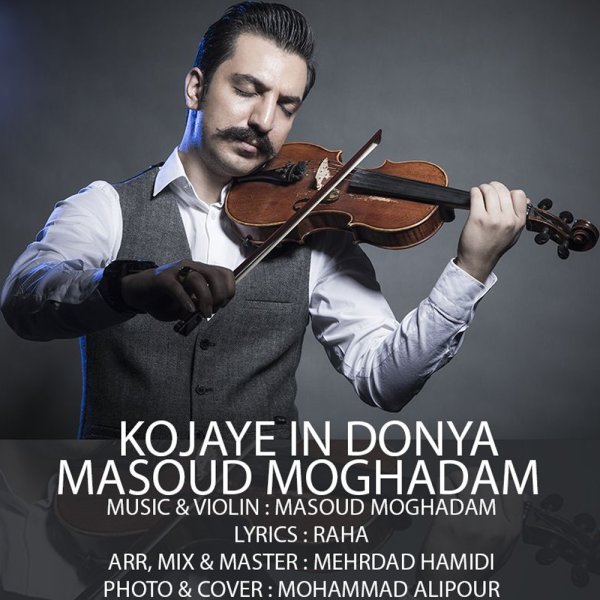 KOJAYE IN DONYA
MASOUD MOGHADAM
MUSIC & VIOLIN : MASOUD MOGHADAM
LYRICS : RAHA
ARR, MIX & MASTER : MEHRDAD HAMIDI
PHOTO & COVER : MOHAMMAD ALIPOUR